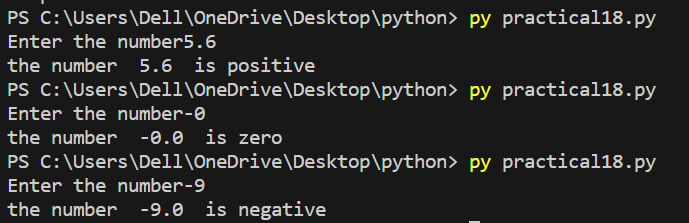 PS C:\Users\Dell\OneDrive\Desktop\python> py practical18.py
Enter the number5.6
the number  5.6  is positive
PS C:\Users\Dell\OneDrive\Desktop\python> py practical18.py
Enter the number-0
the number  -0.0  is zero
PS C:\Users\Dell\OneDrive\Desktop\python> py practical18.py
Enter the number-9
the number  -9.0  is negative